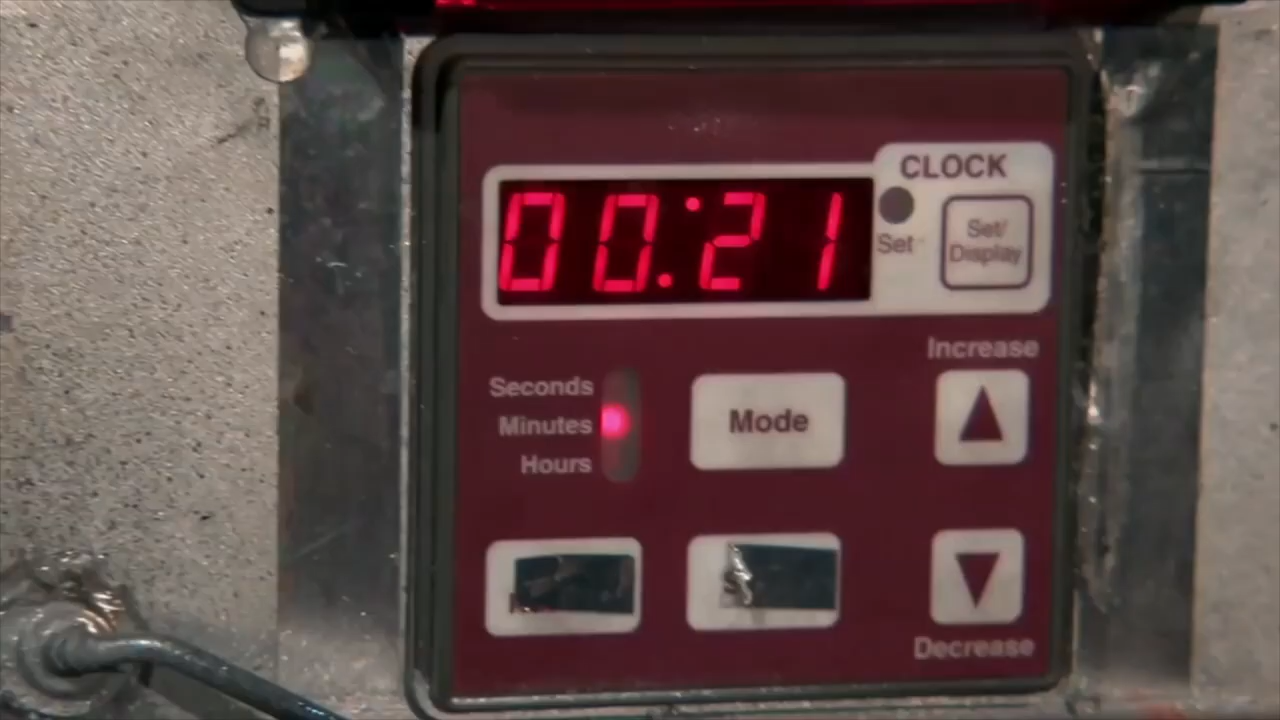 CLOCK
00:21
Set
Set/
Display
Increase
Seconds
Minutes
Hours
Mode
Decrease